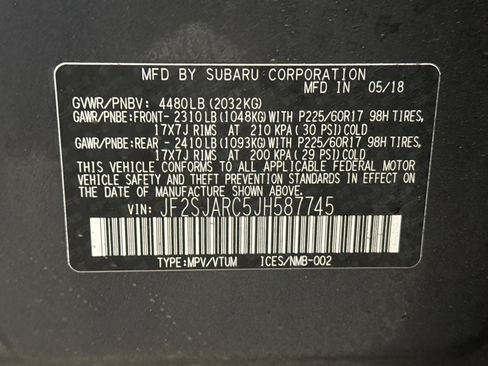 MFD BY SUBARU CORPORATION
MFD IN 05/18
GVWR/PNBV: 4480LB (2032KG)
GAWR/PNBE:FRONT- 2310 LB (1048KG) WITH P225/60R17 98H TIRES,
17X7J RIMS AT 210 KPA ( 30 PSI) COLD
GAWR/PNBE:REAR - 2410 LB (1093KG) WITH P225/60R17 98H TIRES,
17X7J RIMS AT 200 KPA ( 29 PSI) COLD
THIS VEHICLE CONFORMS TO ALL APPLICABLE FEDERAL MOTOR
VEHICLE SAFETY AND THEFT PREVENTION STANDARDS IN EFFECT
ON THE DATE OF MANUFACTURE SHOWN ABOVE.
VIN: JF2SJARC5JH587745
TYPE:MPV/VTUM ICES/NMB-002